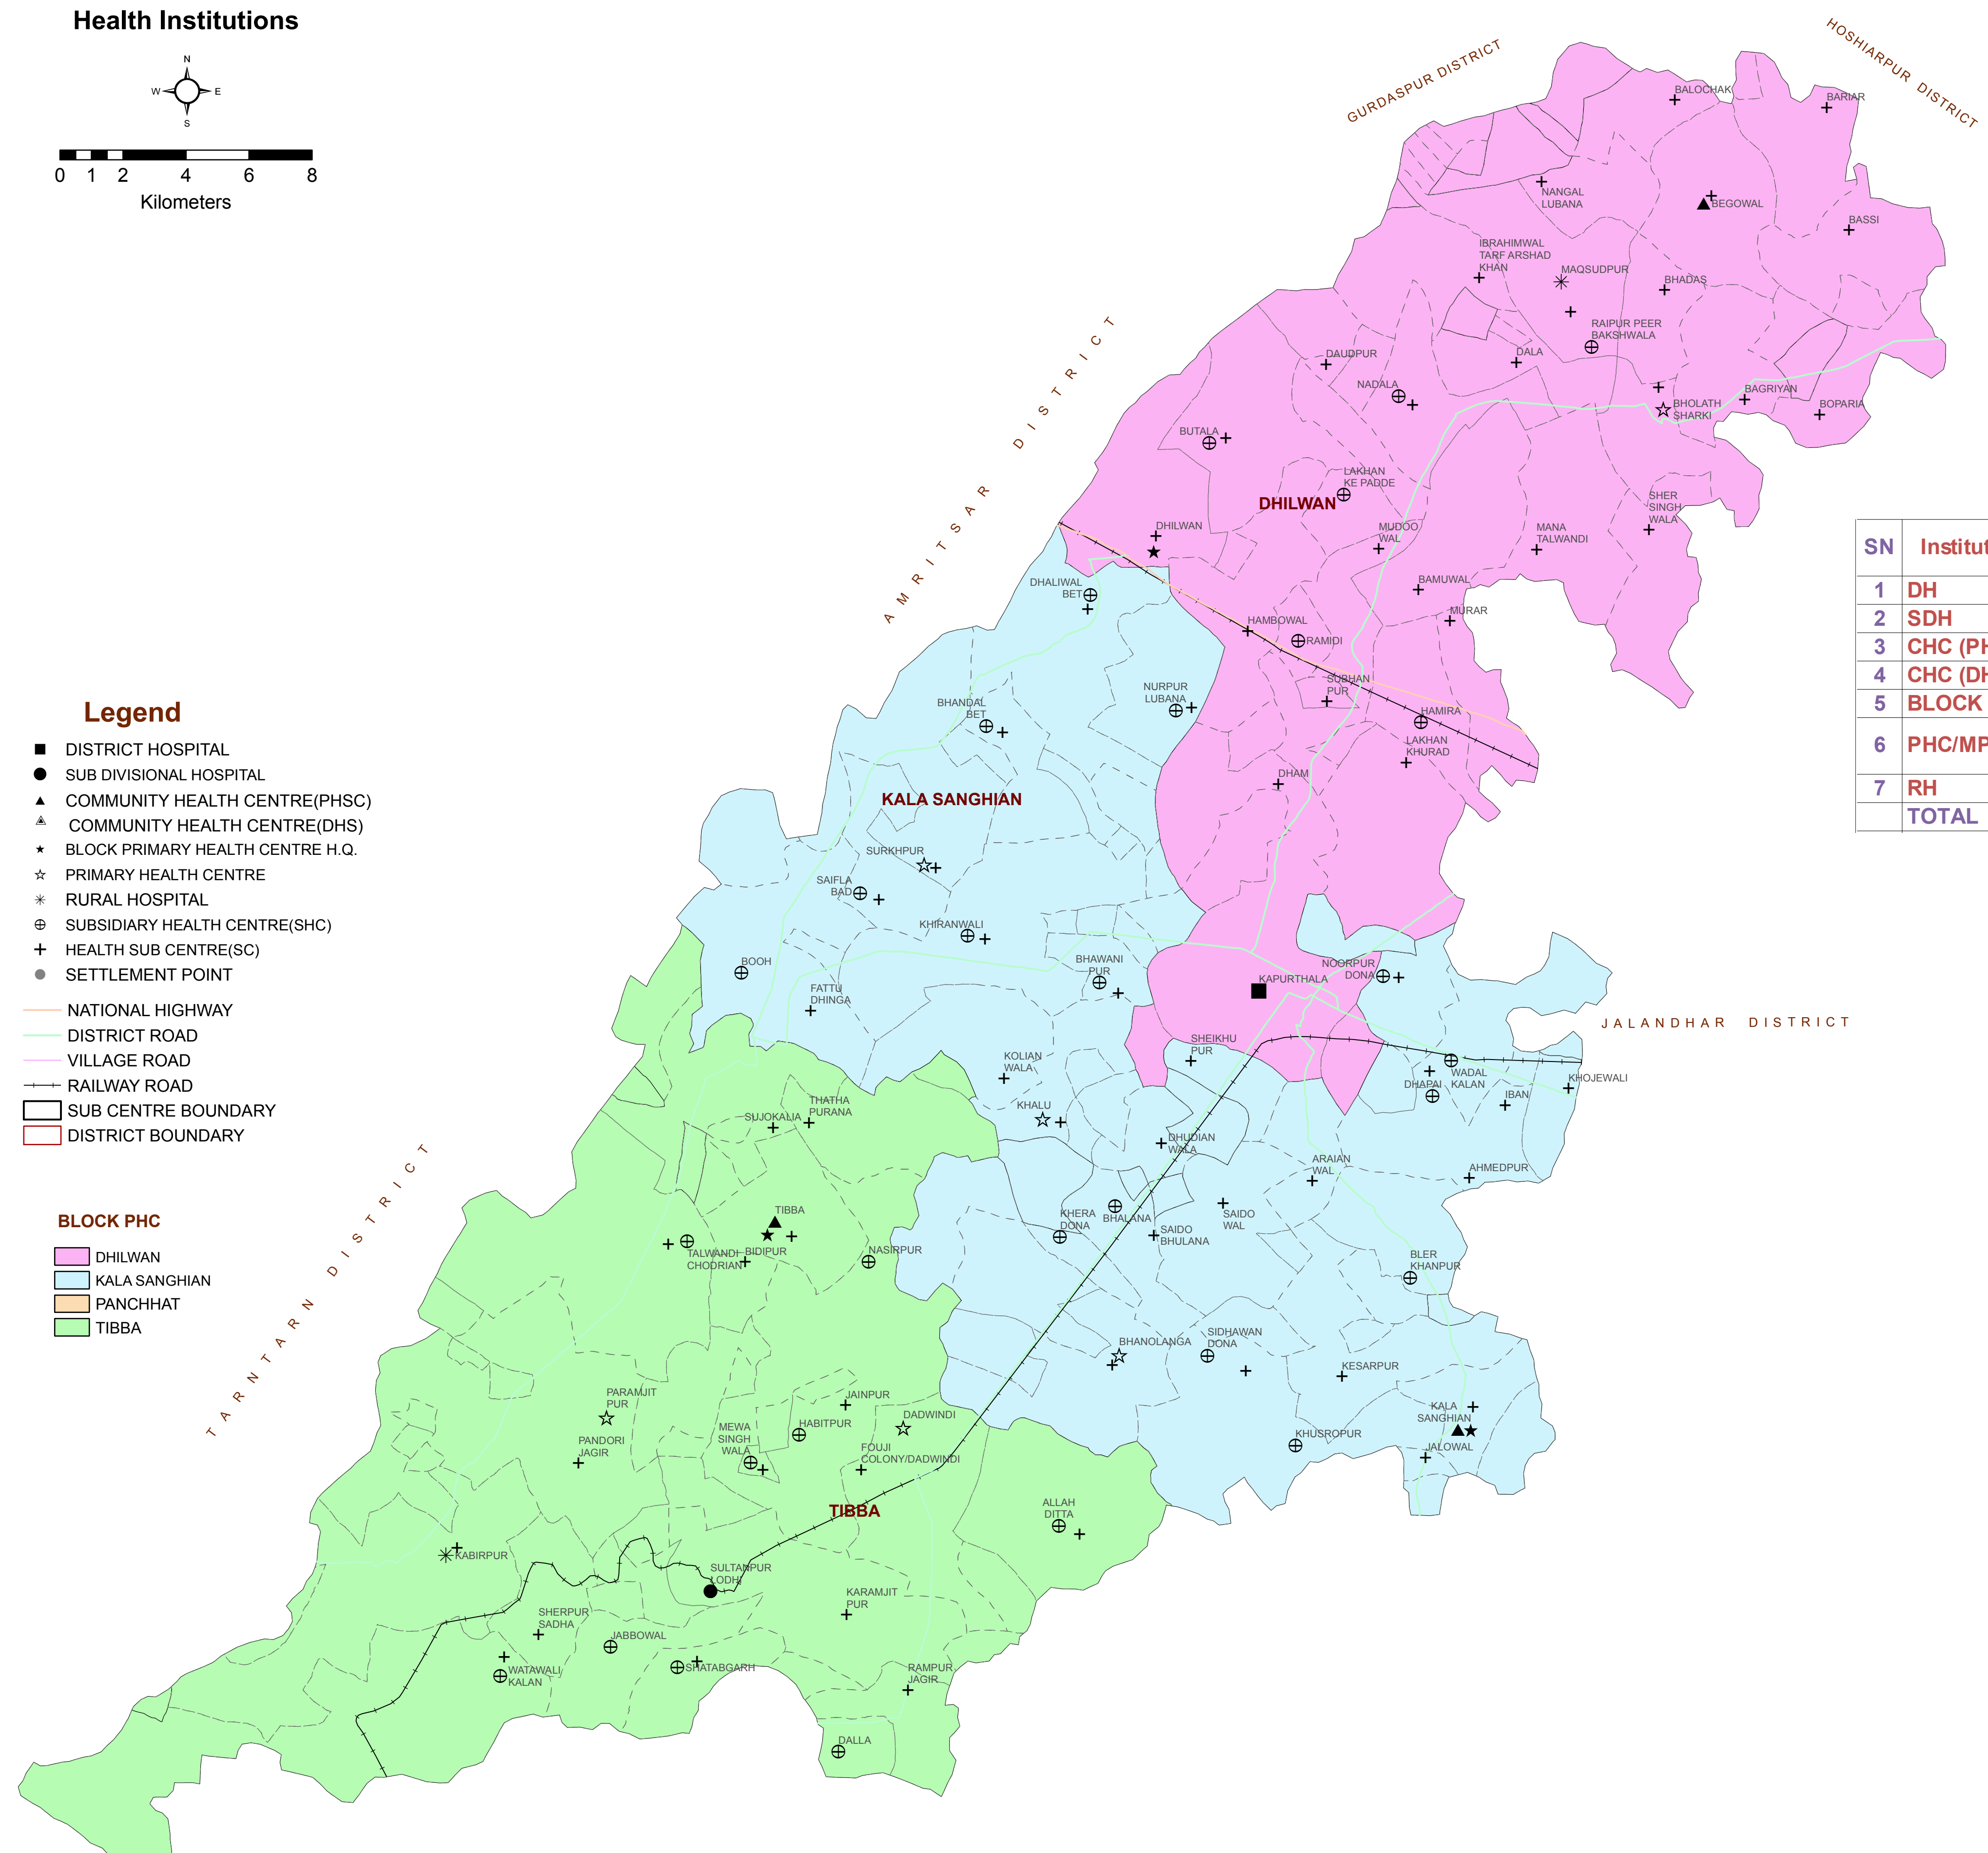 Health Institutions
N
W
E
S
0 1 2 4 6 8
Kilometers
GURDASPUR DISTRICT
HOSHIARPUR DISTRICT
AMRITSAR DISTRICT
JALANDHAR DISTRICT
TARNTARN DISTRICT
BALOCHAK
BARIAR
NANGAL
LUBANA
BEGOWAL
BASSI
IBRAHIMWAL
TARF ARSHAD
KHAN
MAQSUDPUR
BHADAS
RAIPUR PEER
BAKSHWALA
DAUDPUR
DALA
NADALA
BAGRIYAN
BHOLATH
SHARKI
BOPARIA
BUTALA
LAKHAN
KE PADDE
DHILWAN
SHER
SINGH
WALA
DHILWAN
MUDOO
WAL
MANA
TALWANDI
DHALIWAL
BET
BAMUWAL
MURAR
HAMBOWAL
RAMIDI
SUBHAN
PUR
NURPUR
LUBANA
BHANDAL
BET
HAMIRA
LAKHAN
KHURAD
DHAM
KALA SANGHIAN
SURKHPUR
SAIFLA
BAD
KHIRANWALI
BOOH
BHAWANI
PUR
NOORPUR
DONA
KAPURTHALA
FATTU
DHINGA
SHEIKHU
PUR
KOLIAN
WALA
WADAL
KALAN
DHAPAI
KHOJEWALI
IBAN
KHALU
THATHA
PURANA
SUJOKALIA
DHUDIAN
WALA
ARAIAN
WAL
AHMEDPUR
TIBBA
KHERA
DONA
BHALANA
SAIDO
WAL
SAIDO
BHULANA
TALWANDI
CHODRIAN
BIDIPUR
NASIRPUR
BLER
KHANPUR
BHANOLANGA
SIDHAWAN
DONA
KESARPUR
PARAMJIT
PUR
JAINPUR
DADWINDI
KALA
SANGHIAN
MEWA
SINGH
WALA
HABITPUR
KHUSROPUR
JALOWAL
PANDORI
JAGIR
FOUJI
COLONY/DADWINDI
TIBBA
ALLAH
DITTA
KABIRPUR
SULTANPUR
LODHI
KARAMJIT
PUR
SHERPUR
SADHA
JABBOWAL
SHATABGARH
WATAWALI
KALAN
RAMPUR
JAGIR
DALLA
Legend
DISTRICT HOSPITAL
SUB DIVISIONAL HOSPITAL
COMMUNITY HEALTH CENTRE(PHSC)
COMMUNITY HEALTH CENTRE(DHS)
BLOCK PRIMARY HEALTH CENTRE H.Q.
PRIMARY HEALTH CENTRE
RURAL HOSPITAL
SUBSIDIARY HEALTH CENTRE(SHC)
HEALTH SUB CENTRE(SC)
SETTLEMENT POINT
NATIONAL HIGHWAY
DISTRICT ROAD
VILLAGE ROAD
RAILWAY ROAD
SUB CENTRE BOUNDARY
DISTRICT BOUNDARY
BLOCK PHC
DHILWAN
KALA SANGHIAN
PANCHHAT
TIBBA
SN Institut
1 DH
2 SDH
3 CHC (PH
4 CHC (DH
5 BLOCK
6 PHC/MP
7 RH
TOTAL